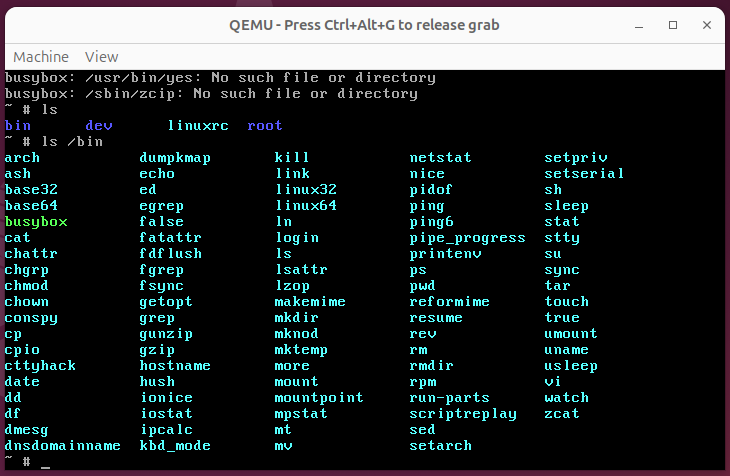 QEMU - Press Ctrl+Alt+G to release grab
Machine View
busybox: /usr/bin/yes: No such file or directory
busybox: /sbin/zcip: No such file or directory
~ # ls
bin dev linuxrc root
~ # ls /bin
arch dumpkmap kill netstat setpriv
ash echo link nice setserial
base32 ed linux32 pidof sh
base64 egrep linux64 ping sleep
busybox false ln ping6 stat
cat fatattr login pipe_progress stty
chattr fdflush ls printenv su
chgrp fgrep lsattr ps sync
chmod fsync lzop pwd tar
chown getopt makemime reformime touch
conspy grep mkdir resume true
cp gunzip mknod rev umount
cpio gzip mktemp rm uname
cttyhack hostname more rmdir usleep
date hush mount rpm vi
dd ionice mountpoint run-parts watch
df iostat mpstat scriptreplay zcat
dmesg ipcalc mt sed
dnsdomainname kbd_mode mv setarch
~ # _